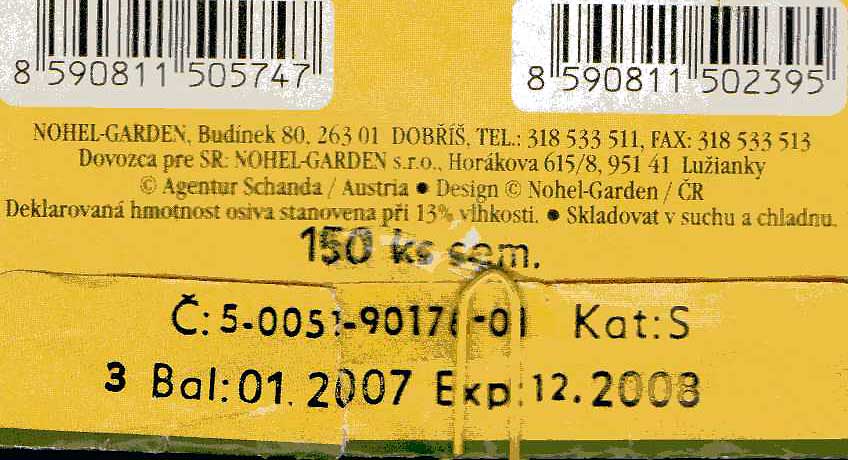 8 590811 505747
8 590811 502395
NOHEL-GARDEN, Budínek 80, 263 01 DOBŘÍŠ, TEL.: 318 533 511, FAX: 318 533 513
Dovozca pre SR: NOHEL-GARDEN s.r.o., Horákova 615/8, 951 41 Lužianky
© Agentur Schanda / Austria ● Design © Nohel-Garden / ČR
Deklarovaná hmotnost osiva stanovena při 13% vlhkosti. ● Skladovat v suchu a chladnu.
150 ks sem.
Č: Kat:S
3 Bal: 01. 2007 Exp: 12. 2008